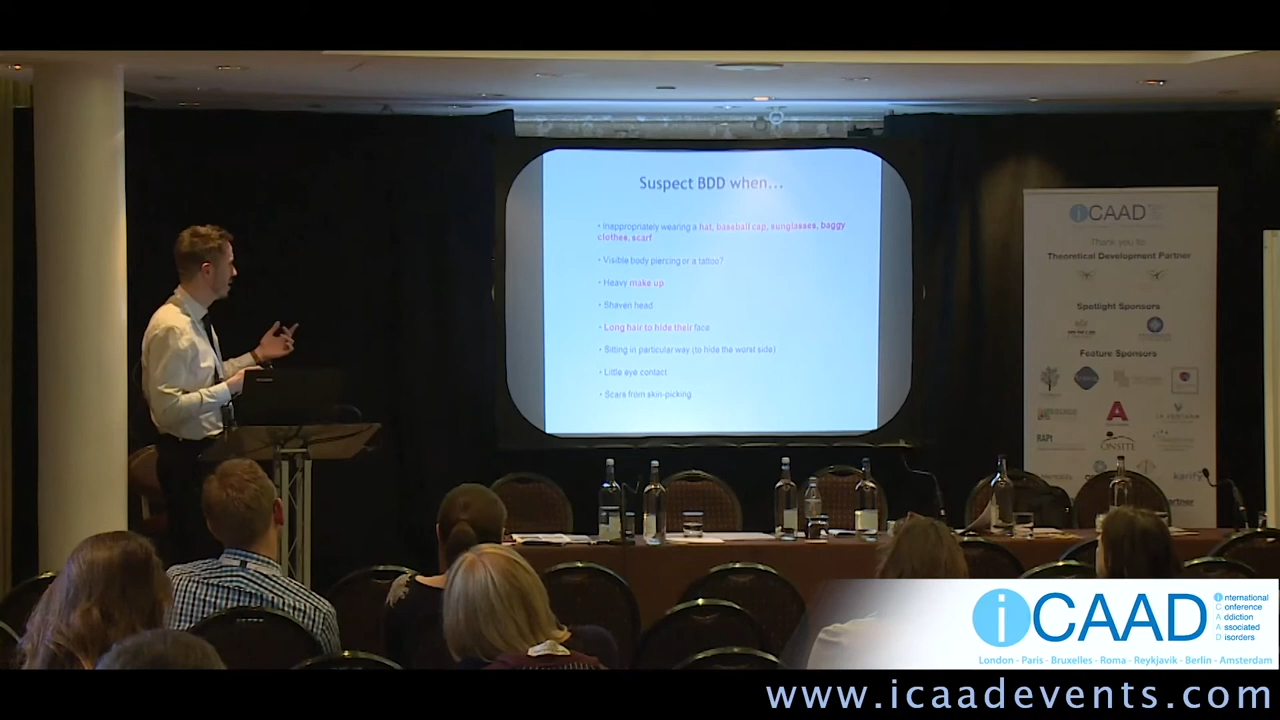 Suspect BDD when...
• Inappropriately wearing a hat, baseball cap, sunglasses, baggy
clothes, scarf
• Visible body piercing or a tattoo?
• Heavy make up
• Shaven head
• Long hair to hide their face
• Sitting in particular way (to hide the worst side)
• Little eye contact
• Scars from skin-picking
iCAAD
Thank you to
Theoretical Development Partner
Spotlight Sponsors
Feature Sponsors
A
RAPt
ONSITE
kerify
iCAAD
international
Conference
Addiction
Associated
Disorders
London - Paris - Bruxelles - Roma - Reykjavik - Berlin - Amsterdam
www.icaadevents.com